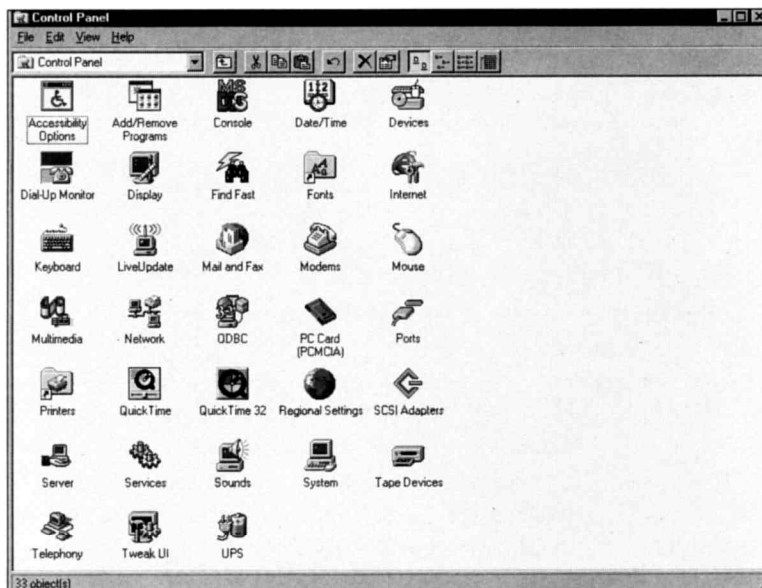 Control Panel
File Edit View Help
Control Panel
Accessibility Options
Add/Remove Programs
MS DOS
Console
12
Date/Time
Devices
Dial-Up Monitor
Display
Find Fast
Fonts
Internet
Keyboard
LiveUpdate
Mail and Fax
Modems
Mouse
Multimedia
Network
ODBC
PC Card (PCMCIA)
Ports
Printers
QuickTime
QuickTime 32
Regional Settings
SCSI Adapters
Server
Services
Sounds
System
Tape Devices
Telephony
Tweak UI
UPS
33 object(s)